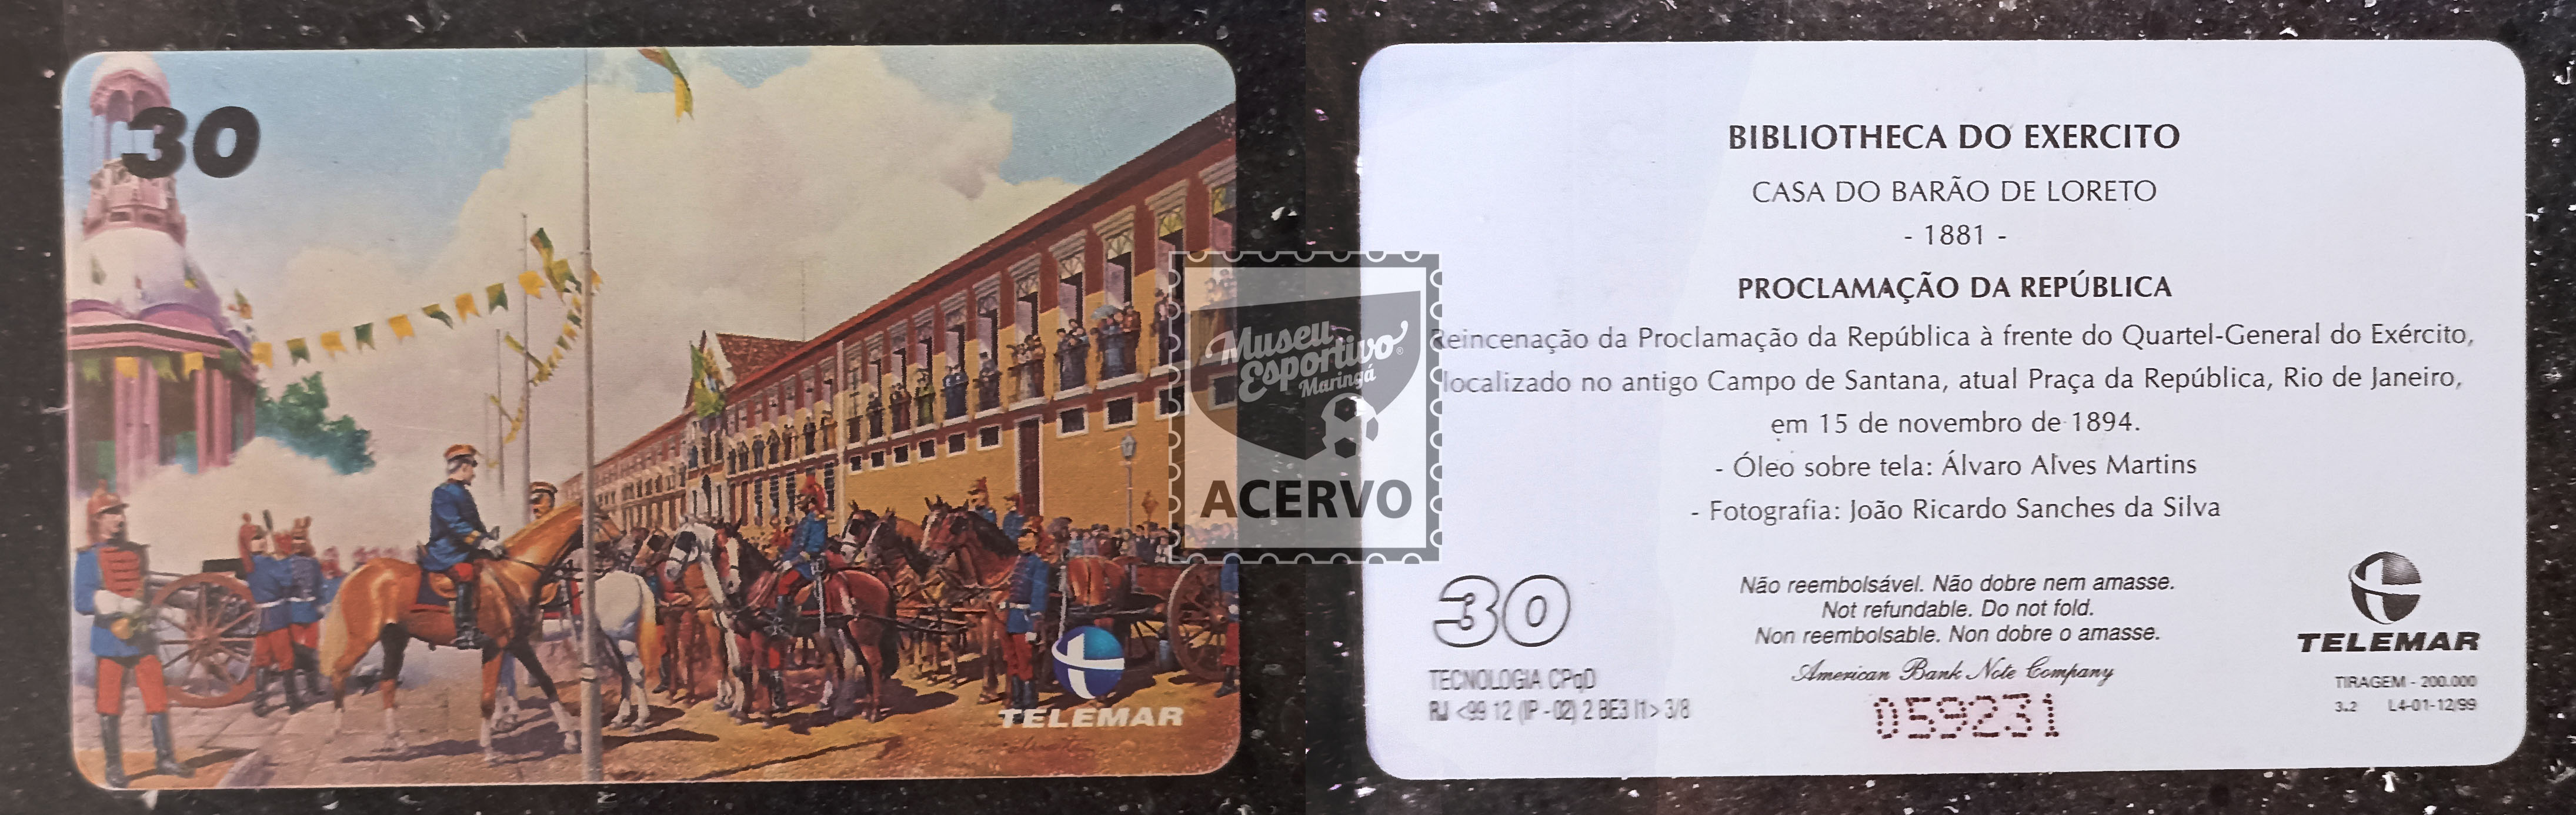 30
TELEMAR
Museu
Esportivo
Maringá
ACERVO
BIBLIOTHECA DO EXERCITO
CASA DO BARÃO DE LORETO
- 1881 -
PROCLAMAÇÃO DA REPÚBLICA
Reincenação da Proclamação da República à frente do Quartel-General do Exército,
localizado no antigo Campo de Santana, atual Praça da República, Rio de Janeiro,
em 15 de novembro de 1894.
- Óleo sobre tela: Álvaro Alves Martins
- Fotografia: João Ricardo Sanches da Silva
30
Não reembolsável. Não dobre nem amasse.
Not refundable. Do not fold.
Non reembolsable. Non dobre o amasse.
American Bank Note Company
059231
TECNOLOGIA CPqD
RJ <99 12 (IP - 02) 2 BE3 I1> 3/8
TELEMAR
TIRAGEM - 200.000
3.2 L4-01-12/99